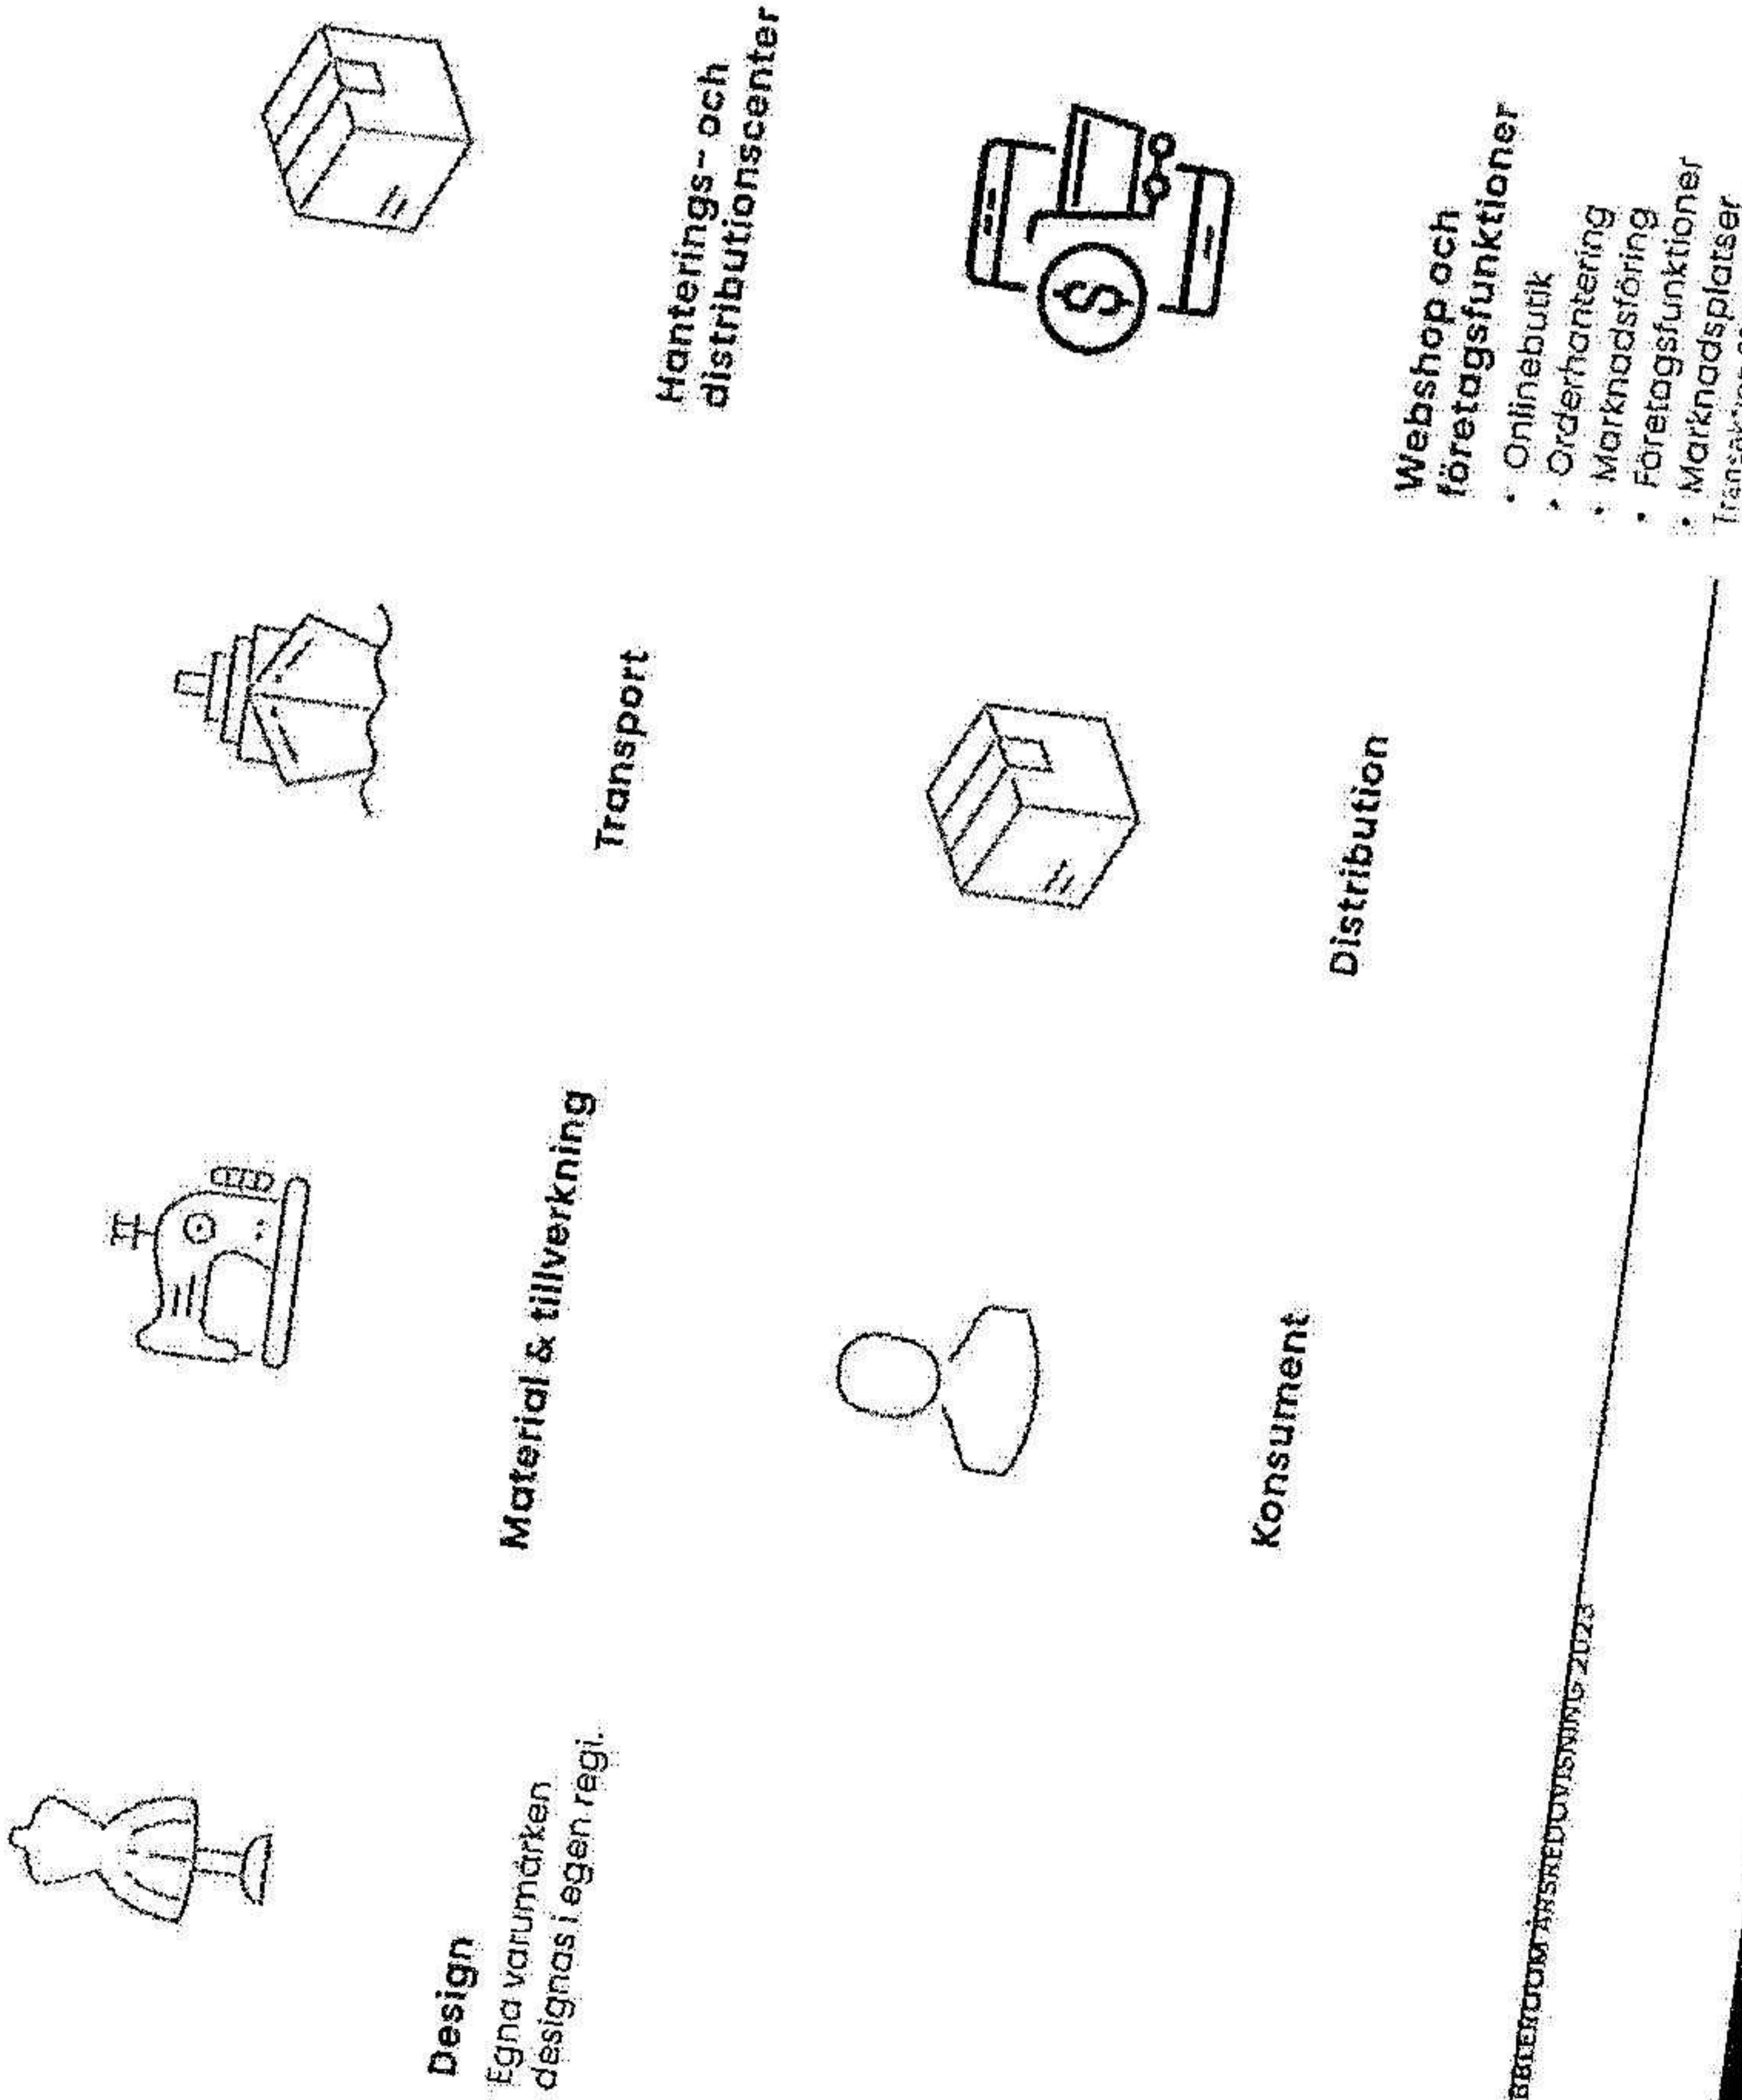 Design
Egna varumärken
designas i egen regi.
Material & tillverkning
Transport
Hanterings- och
distributionscenter
Konsument
Distribution
Webshop och
företagsfunktioner
• Onlinebutik
• Orderhantering
• Marknadsföring
• Företagsfunktioner
• Marknadsplatser
ÅRSREDOVISNING 2023